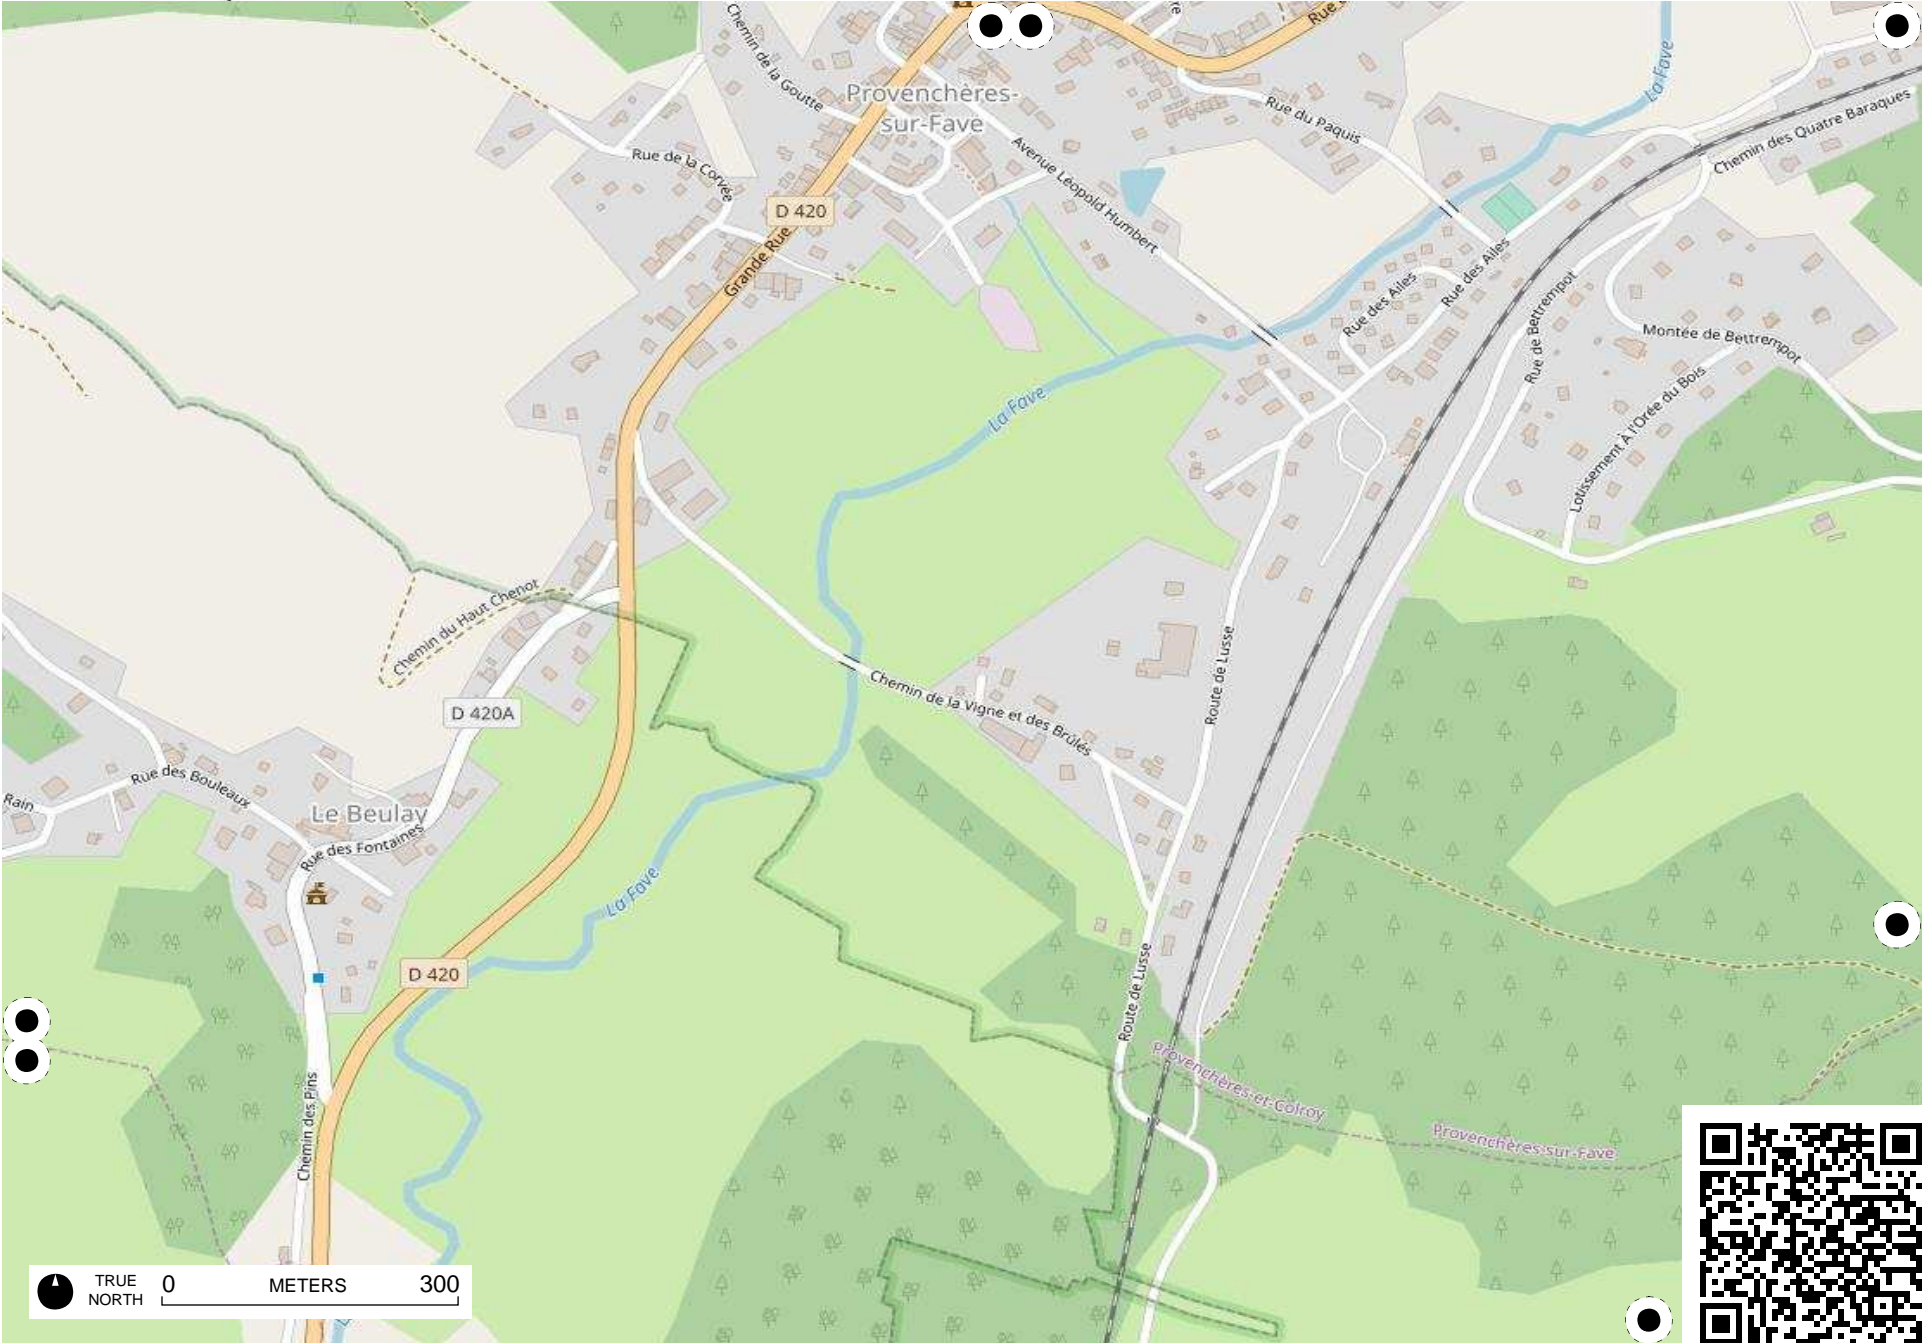 Chemin de la Goutte
Rue
La Fave
Provenchères-
sur-Fave
Rue du Paquis
Chemin des Quatre Baraques
Avenue Léopold Humbert
Rue de la Corvée
D 420
Grande Rue
Rue des Ailes
Rue des Ailes
Rue de Bettrempot
Montée de Bettrempot
Lotissement À l'Orée du Bois
La Fave
Chemin du Haut Chenot
Route de Lusse
Chemin de la Vigne et des Brûlés
D 420A
Rue des Bouleaux
Rain
Le Beulay
Rue des Fontaines
La Fave
D 420
Route de Lusse
Provenchères-et-Colroy
Provenchères-sur-Fave
Chemin des Pins
TRUE
NORTH
0 METERS 300